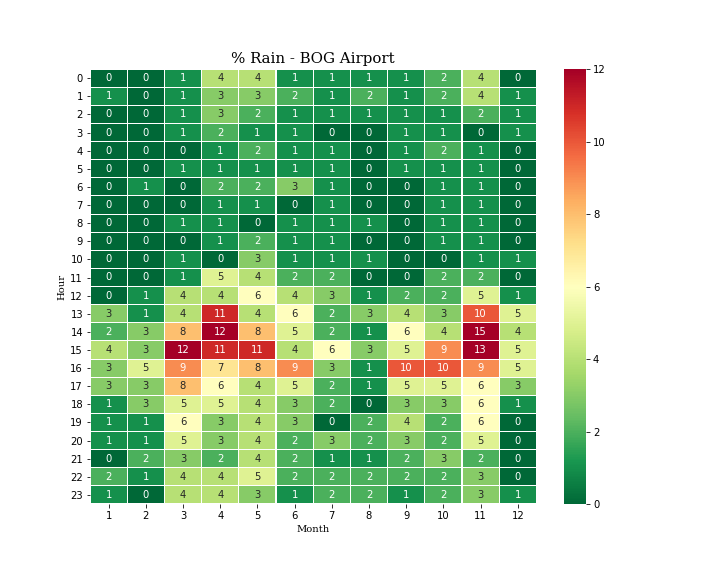 % Rain - BOG Airport
12
0 0 0 1 4 4 1 1 1 1 2 4 0
1 1 0 1 3 3 2 1 2 1 2 4 1
10
2 0 0 1 3 2 1 1 1 1 1 2 1
3 0 0 1 2 1 1 0 0 1 1 0 1
4 0 0 0 1 2 1 1 0 1 2 1 0
5 0 0 1 1 1 1 1 0 1 1 1 0
8
6 0 1 0 2 2 3 1 0 0 1 1 0
7 0 0 0 1 1 0 1 0 0 1 1 0
8 0 0 1 1 0 1 1 1 0 1 1 0
9 0 0 0 1 2 1 1 0 0 1 1 0
10 0 0 1 0 3 1 1 1 0 0 1 1
11 0 0 1 5 4 2 2 0 0 2 2 0
Hour
6
12 0 1 4 4 6 4 3 1 2 2 5 1
13 3 1 4 11 4 6 2 3 4 3 10 5
14 2 3 8 12 8 5 2 1 6 4 15 4
15 4 3 12 11 11 4 6 3 5 9 13 5
4
16 3 5 9 7 8 9 3 1 10 10 9 5
17 3 3 8 6 4 5 2 1 5 5 6 3
18 1 3 5 5 4 3 2 0 3 3 6 1
19 1 1 6 3 4 3 0 2 4 2 6 0
2
20 1 1 5 3 4 2 3 2 3 2 5 0
21 0 2 3 2 4 2 1 1 2 3 2 0
22 2 1 4 4 5 2 2 2 2 2 3 0
23 1 0 4 4 3 1 2 2 1 2 3 1
0
1 2 3 4 5 6 7 8 9 10 11 12
Month